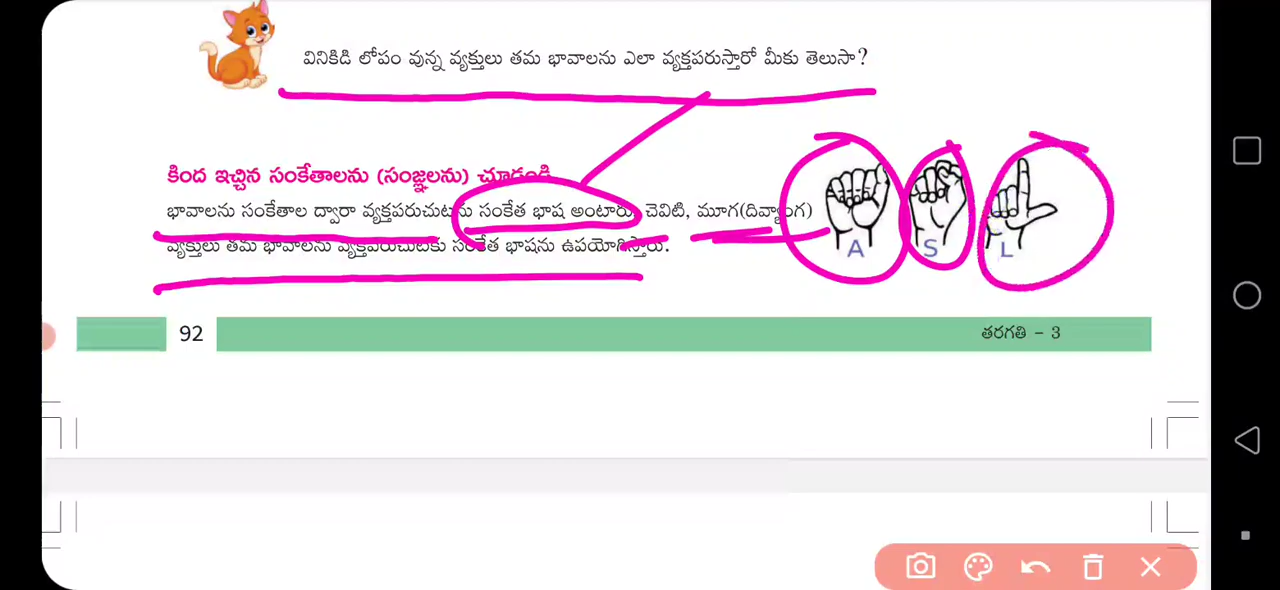 వినికిడి లోపం వున్న వ్యక్తులు తమ భావాలను ఎలా వ్యక్తపరుస్తారో మీకు తెలుసా?
కింద ఇచ్చిన సంకేతాలను (సంజ్ఞలను) చూడండి
భావాలను సంకేతాల ద్వారా వ్యక్తపరుచుటను సంకేత భాష అంటారు. చెవిటి, మూగ(దివ్యాంగ)
వ్యక్తులు తమ భావాలను వ్యక్తపరుచుటకు సంకేత భాషను ఉపయోగిస్తారు.
A S L
92 తరగతి - 3